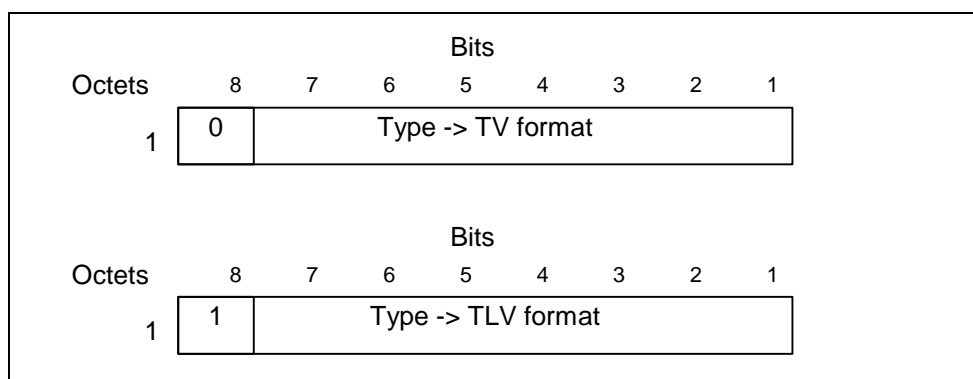 Bits
Octets 8 7 6 5 4 3 2 1
1 0 Type -> TV format
Bits
Octets 8 7 6 5 4 3 2 1
1 1 Type -> TLV format